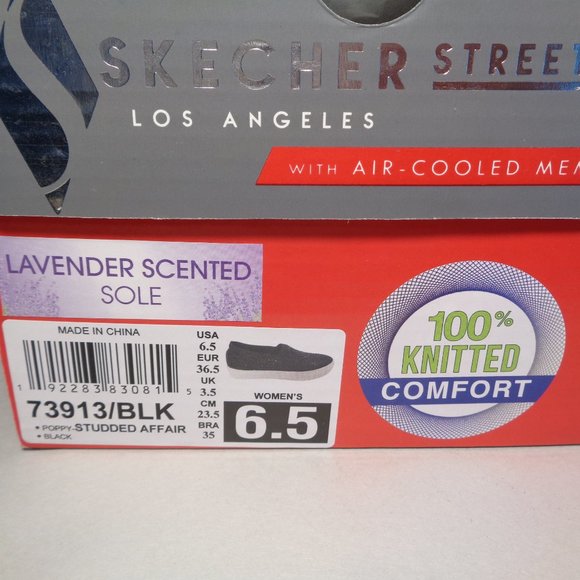 SKECHER STREET
LOS ANGELES
WITH AIR-COOLED
LAVENDER SCENTED
SOLE
100%
KNITTED
COMFORT
MADE IN CHINA
1 92283 83081 5
73913/BLK
• POPPY-STUDDED AFFAIR
• BLACK
USA
6.5
EUR
36.5
UK
3.5
CM
23.5
BRA
35
WOMEN'S
6.5